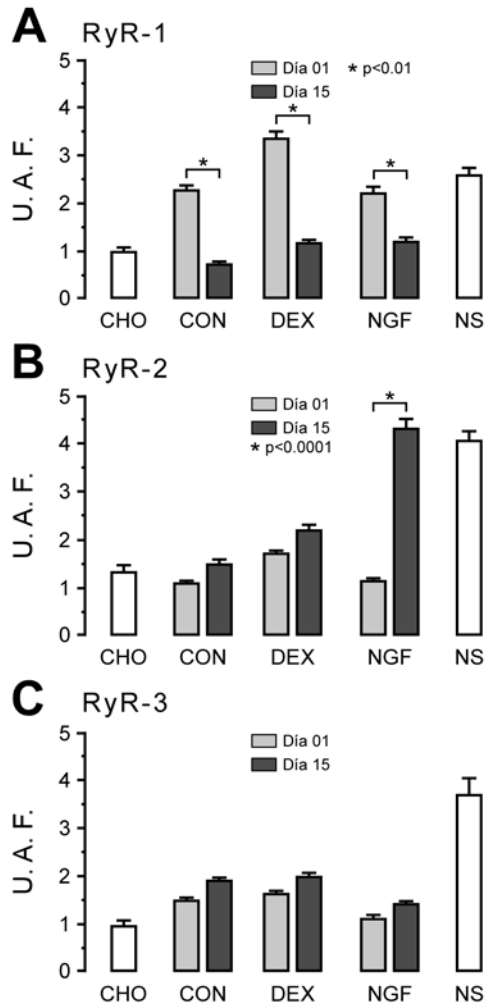 A RyR-1
Día 01 * p<0.01
Día 15
*
*
*
U. A. F.
5
4
3
2
1
0
CHO CON DEX NGF NS
B RyR-2
Día 01
Día 15
* p<0.0001
*
U. A. F.
5
4
3
2
1
0
CHO CON DEX NGF NS
C RyR-3
Día 01
Día 15
U. A. F.
5
4
3
2
1
0
CHO CON DEX NGF NS